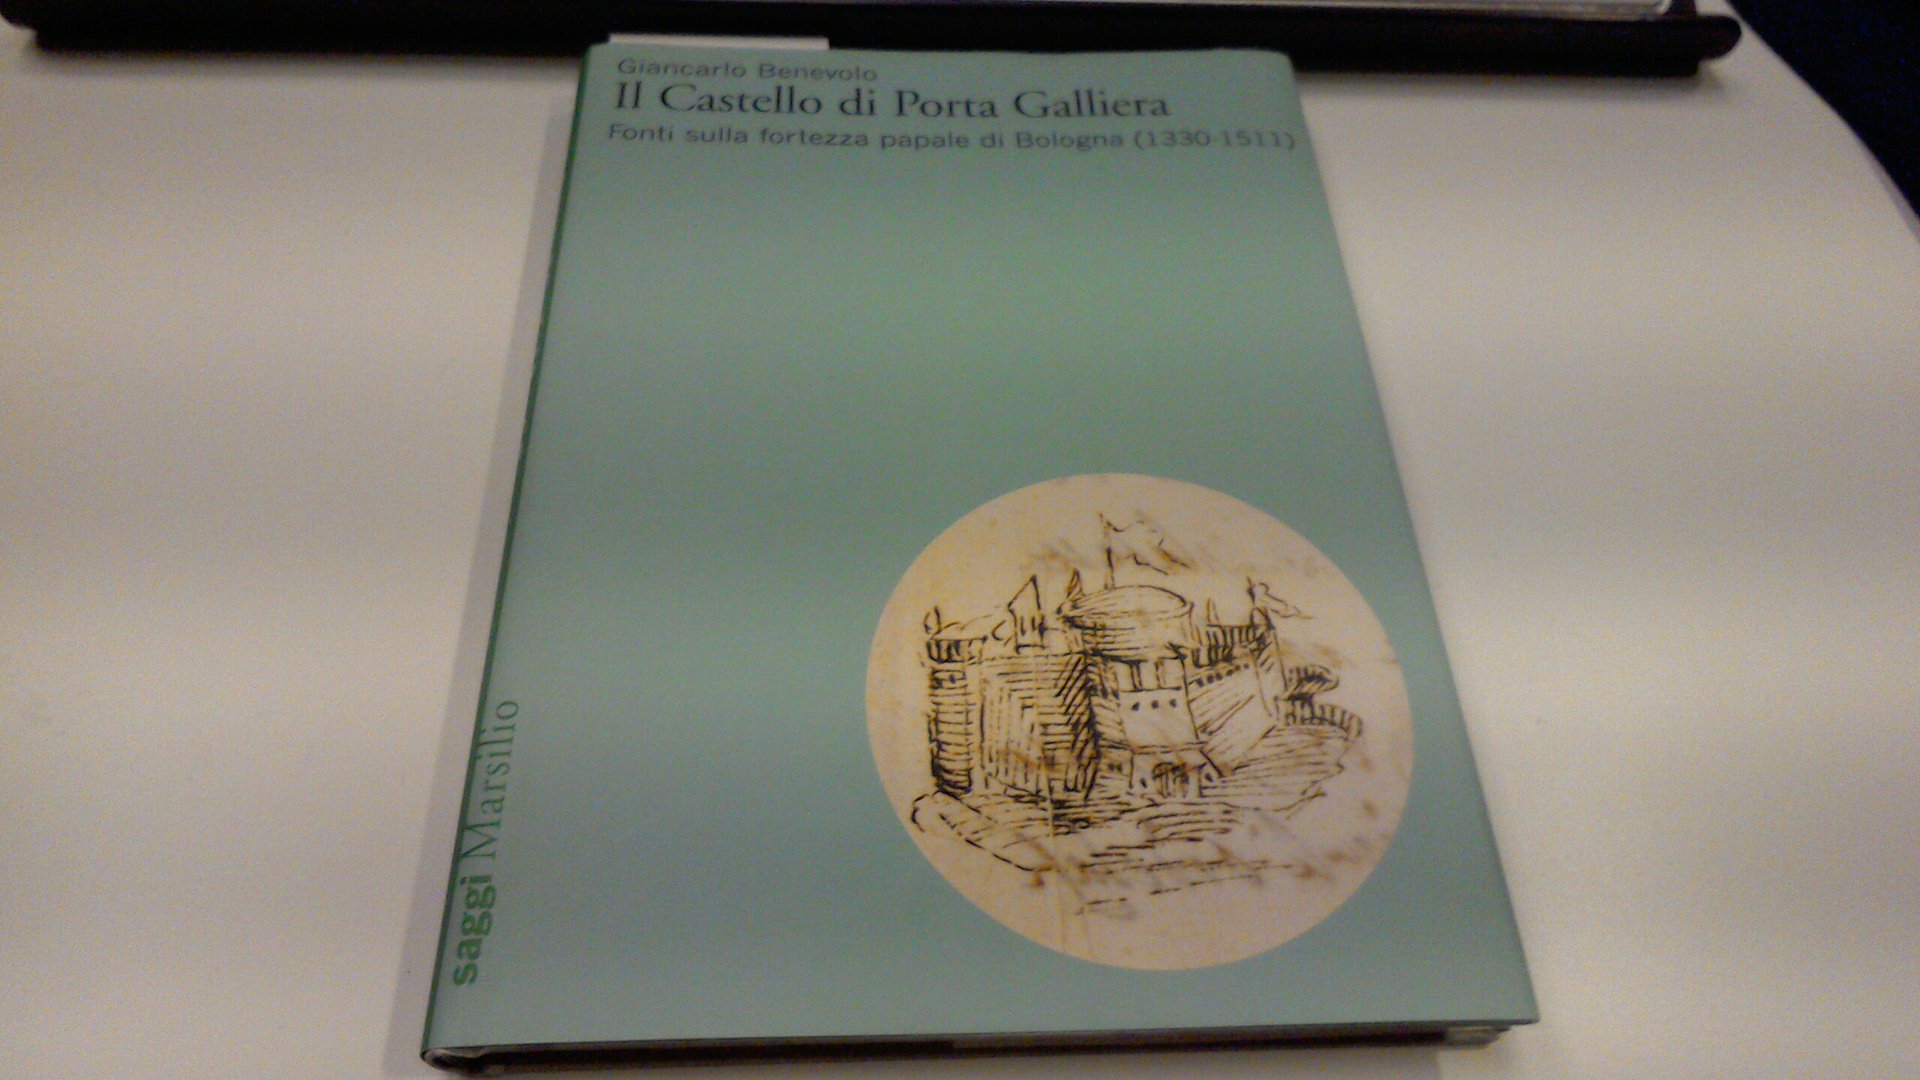 Giancarlo Benevolo
Il Castello di Porta Galliera
Fonti sulla fortezza papale di Bologna (1330-1511)
saggi Marsilio